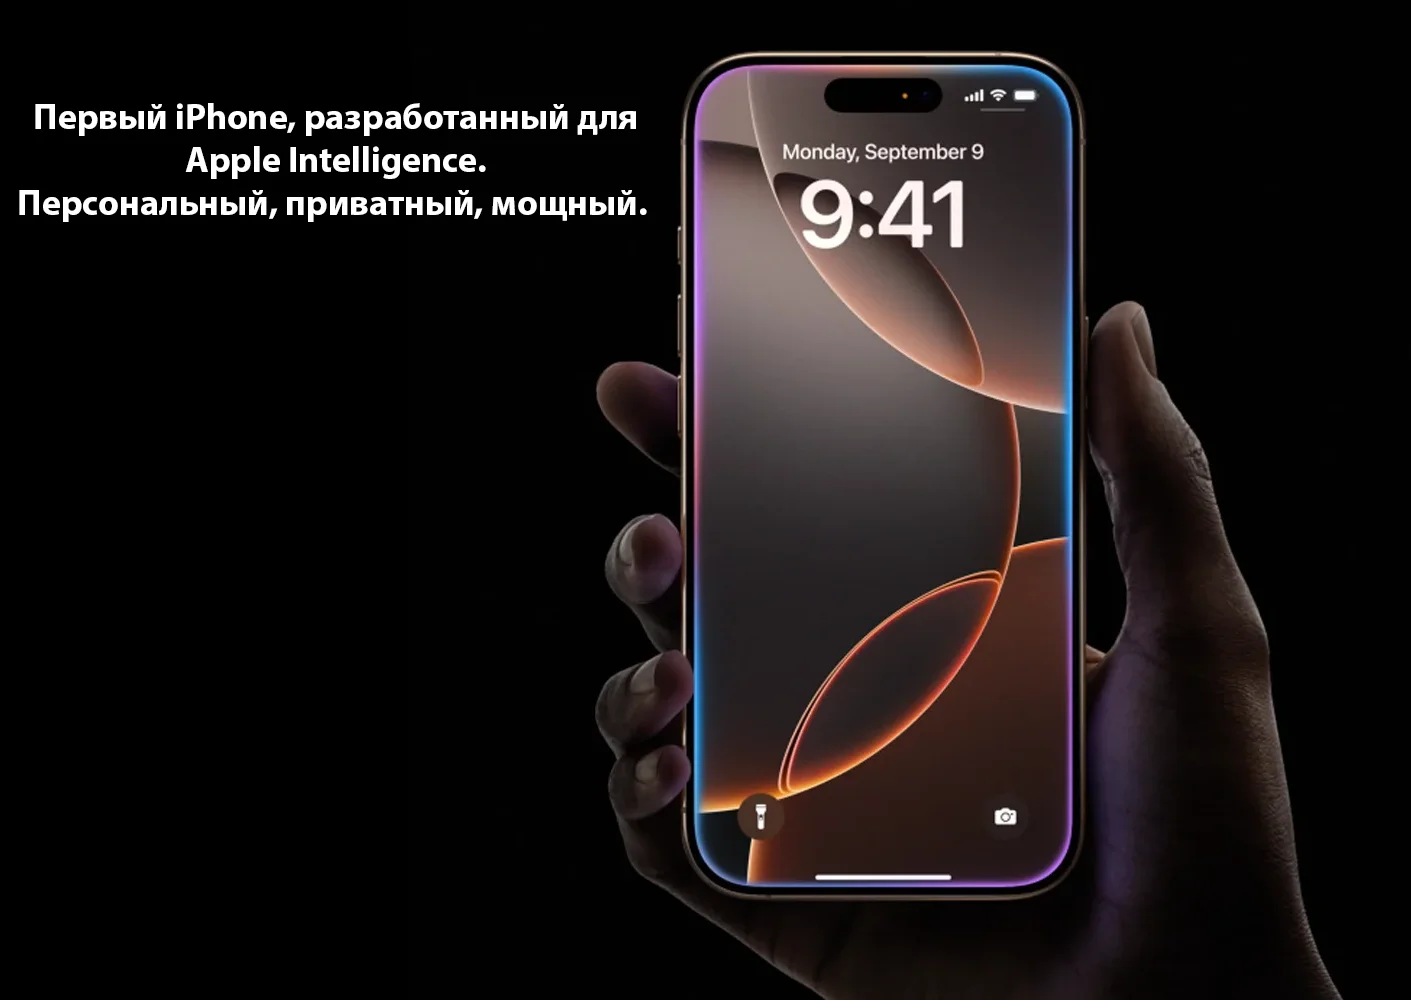 Первый iPhone, разработанный для
Apple Intelligence.
Персональный, приватный, мощный.
Monday, September 9
9:41